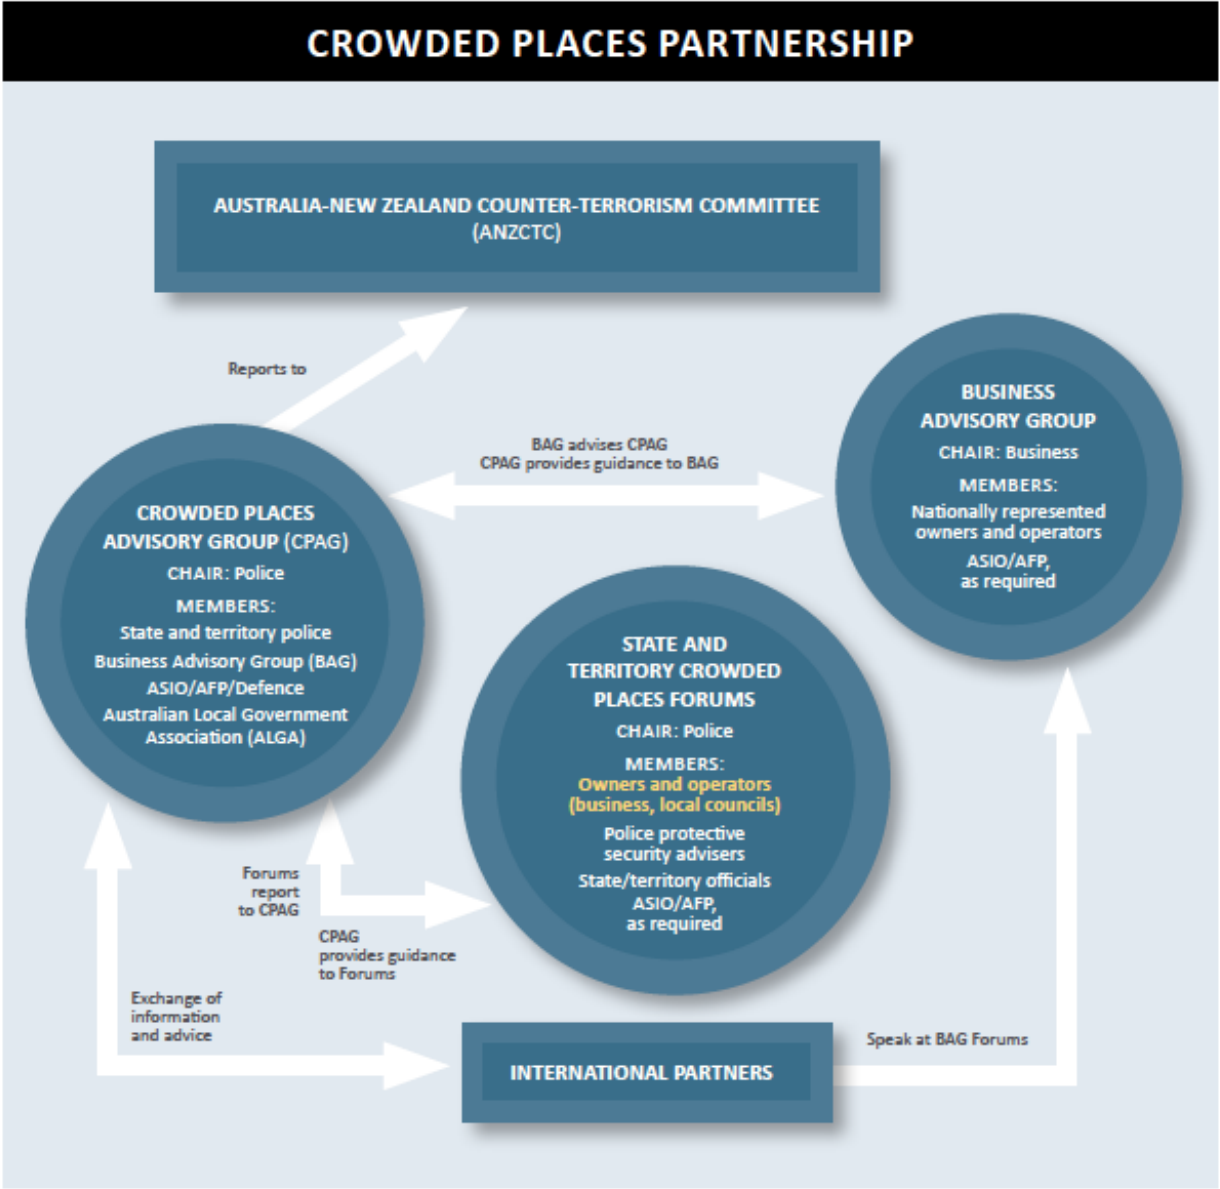 CROWDED PLACES PARTNERSHIP
AUSTRALIA-NEW ZEALAND COUNTER-TERRORISM COMMITTEE
(ANZCTC)
Reports to
BAG advises CPAG
CPAG provides guidance to BAG
BUSINESS
ADVISORY GROUP
CHAIR: Business
MEMBERS:
Nationally represented
owners and operators
ASIO/AFP,
as required
CROWDED PLACES
ADVISORY GROUP (CPAG)
CHAIR: Police
MEMBERS:
State and territory police
Business Advisory Group (BAG)
ASIO/AFP/Defence
Australian Local Government
Association (ALGA)
STATE AND
TERRITORY CROWDED
PLACES FORUMS
CHAIR: Police
MEMBERS:
Owners and operators
(business, local councils)
Police protective
security advisers
State/territory officials
ASIO/AFP,
as required
Forums
report
to CPAG
CPAG
provides guidance
to Forums
Exchange of
information
and advice
INTERNATIONAL PARTNERS
Speak at BAG Forums